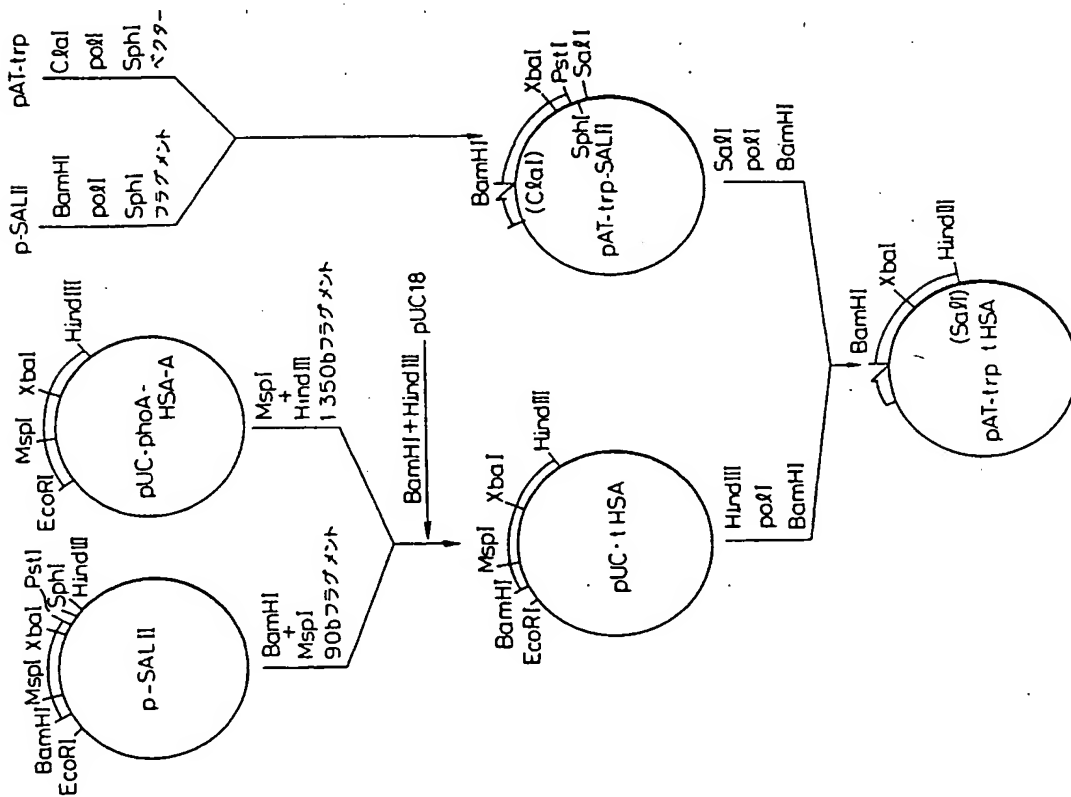 EcoRI
BamHI
MspI
XbaI
PstI
SphI
HindIII
p-SALII
BamHI
+
MspI
90bフラグメント
EcoRI
MspI
XbaI
HindIII
pUC-phoA-
HSA-A
MspI
+
HindIII
1350bフラグメント
BamHI+HindIII
pUC18
p-SALII
BamHI
polI
SphI
フラグメント
pAT-trp
ClaI
polI
SphI
ベクター
EcoRI
BamHI
MspI
XbaI
HindIII
pUC-tHSA
HindIII
polI
BamHI
BamHI
(ClaI)
XbaI
PstI
SphI
SalI
pAT-trp-SALII
SalI
polI
BamHI
BamHI
XbaI
HindIII
(SalI)
pAT-trp tHSA